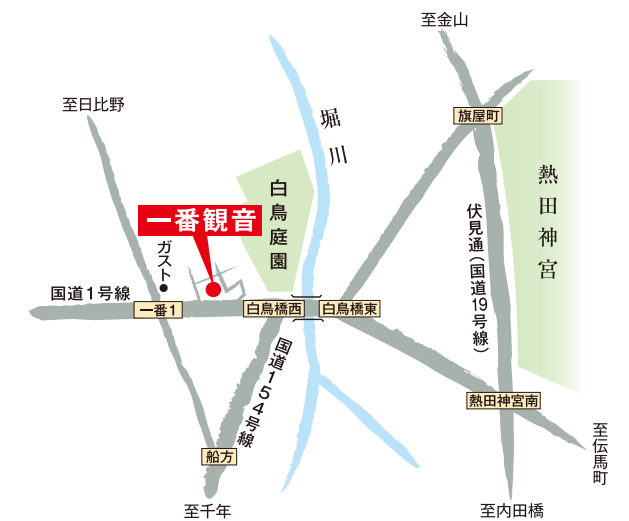 至金山
至日比野
旗屋町
堀川
熱田神宮
白鳥庭園
一番観音
伏見通（国道19号線）
ガスト
国道1号線
一番1
白鳥橋西
白鳥橋東
国道154号線
熱田神宮南
船方
至伝馬町
至千年
至内田橋